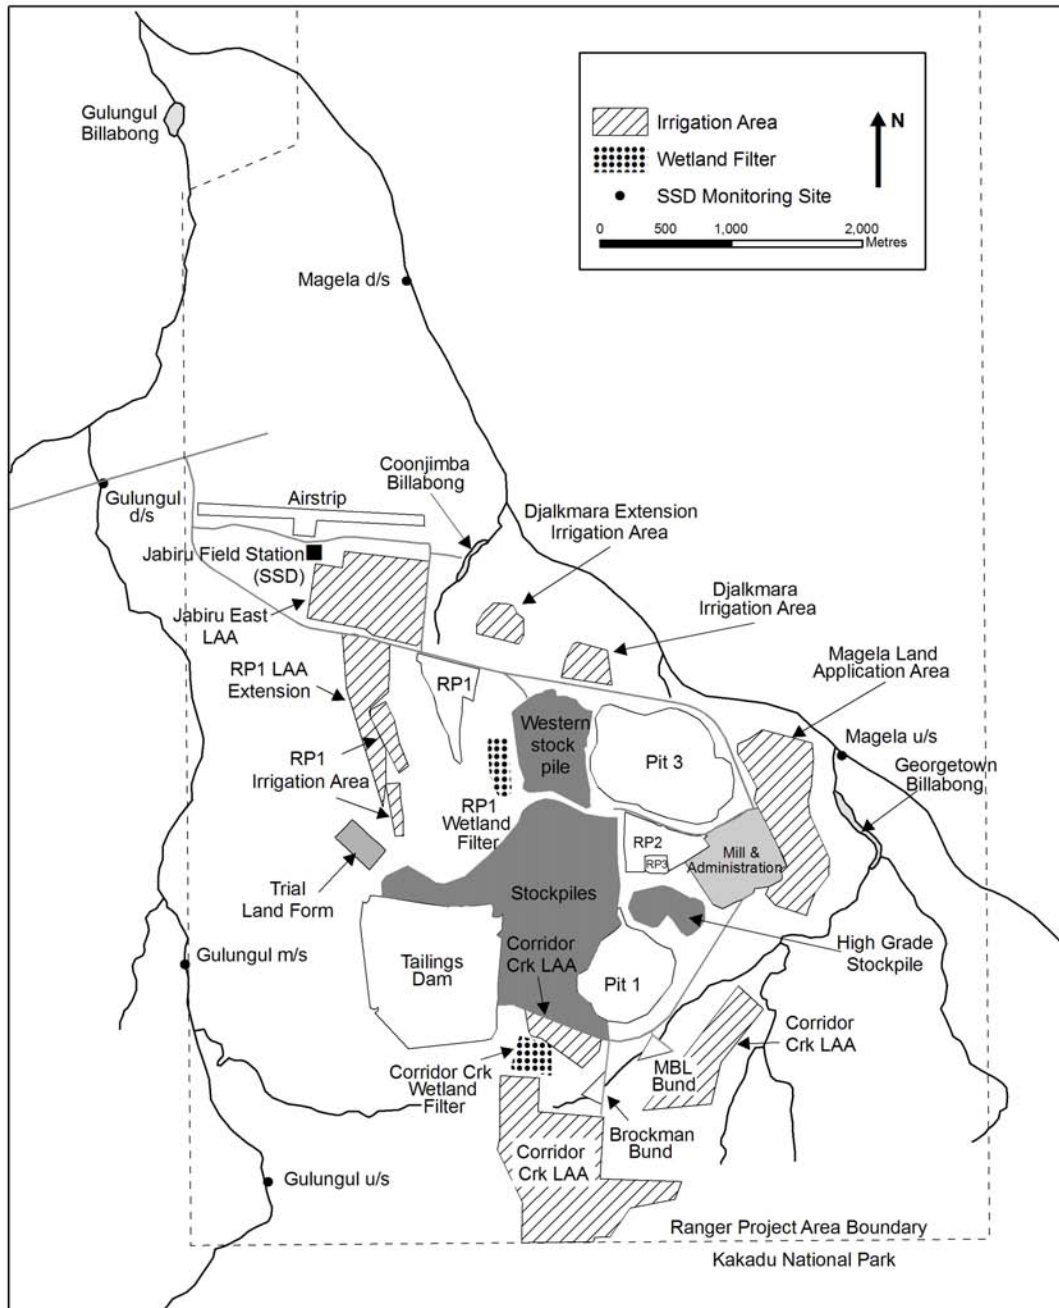 Gulungul
Billabong
Irrigation Area
Wetland Filter
SSD Monitoring Site
N
0 500 1,000 2,000
Metres
Magela d/s
Coonjimba
Billabong
Gulungul
d/s
Airstrip
Djalkmara Extension
Irrigation Area
Jabiru Field Station
(SSD)
Djalkmara
Irrigation Area
Jabiru East
LAA
RP1 LAA
Extension
RP1
Magela Land
Application Area
Western
stock
pile
Pit 3
Magela u/s
Georgetown
Billabong
RP1
Irrigation Area
RP1
Wetland
Filter
RP2
RP3
Mill &
Administration
Trial
Land Form
Stockpiles
High Grade
Stockpile
Gulungul m/s
Tailings
Dam
Corridor
Crk LAA
Pit 1
Corridor
Crk LAA
MBL
Bund
Corridor Crk
Wetland
Filter
Brockman
Bund
Corridor
Crk LAA
Gulungul u/s
Ranger Project Area Boundary
Kakadu National Park